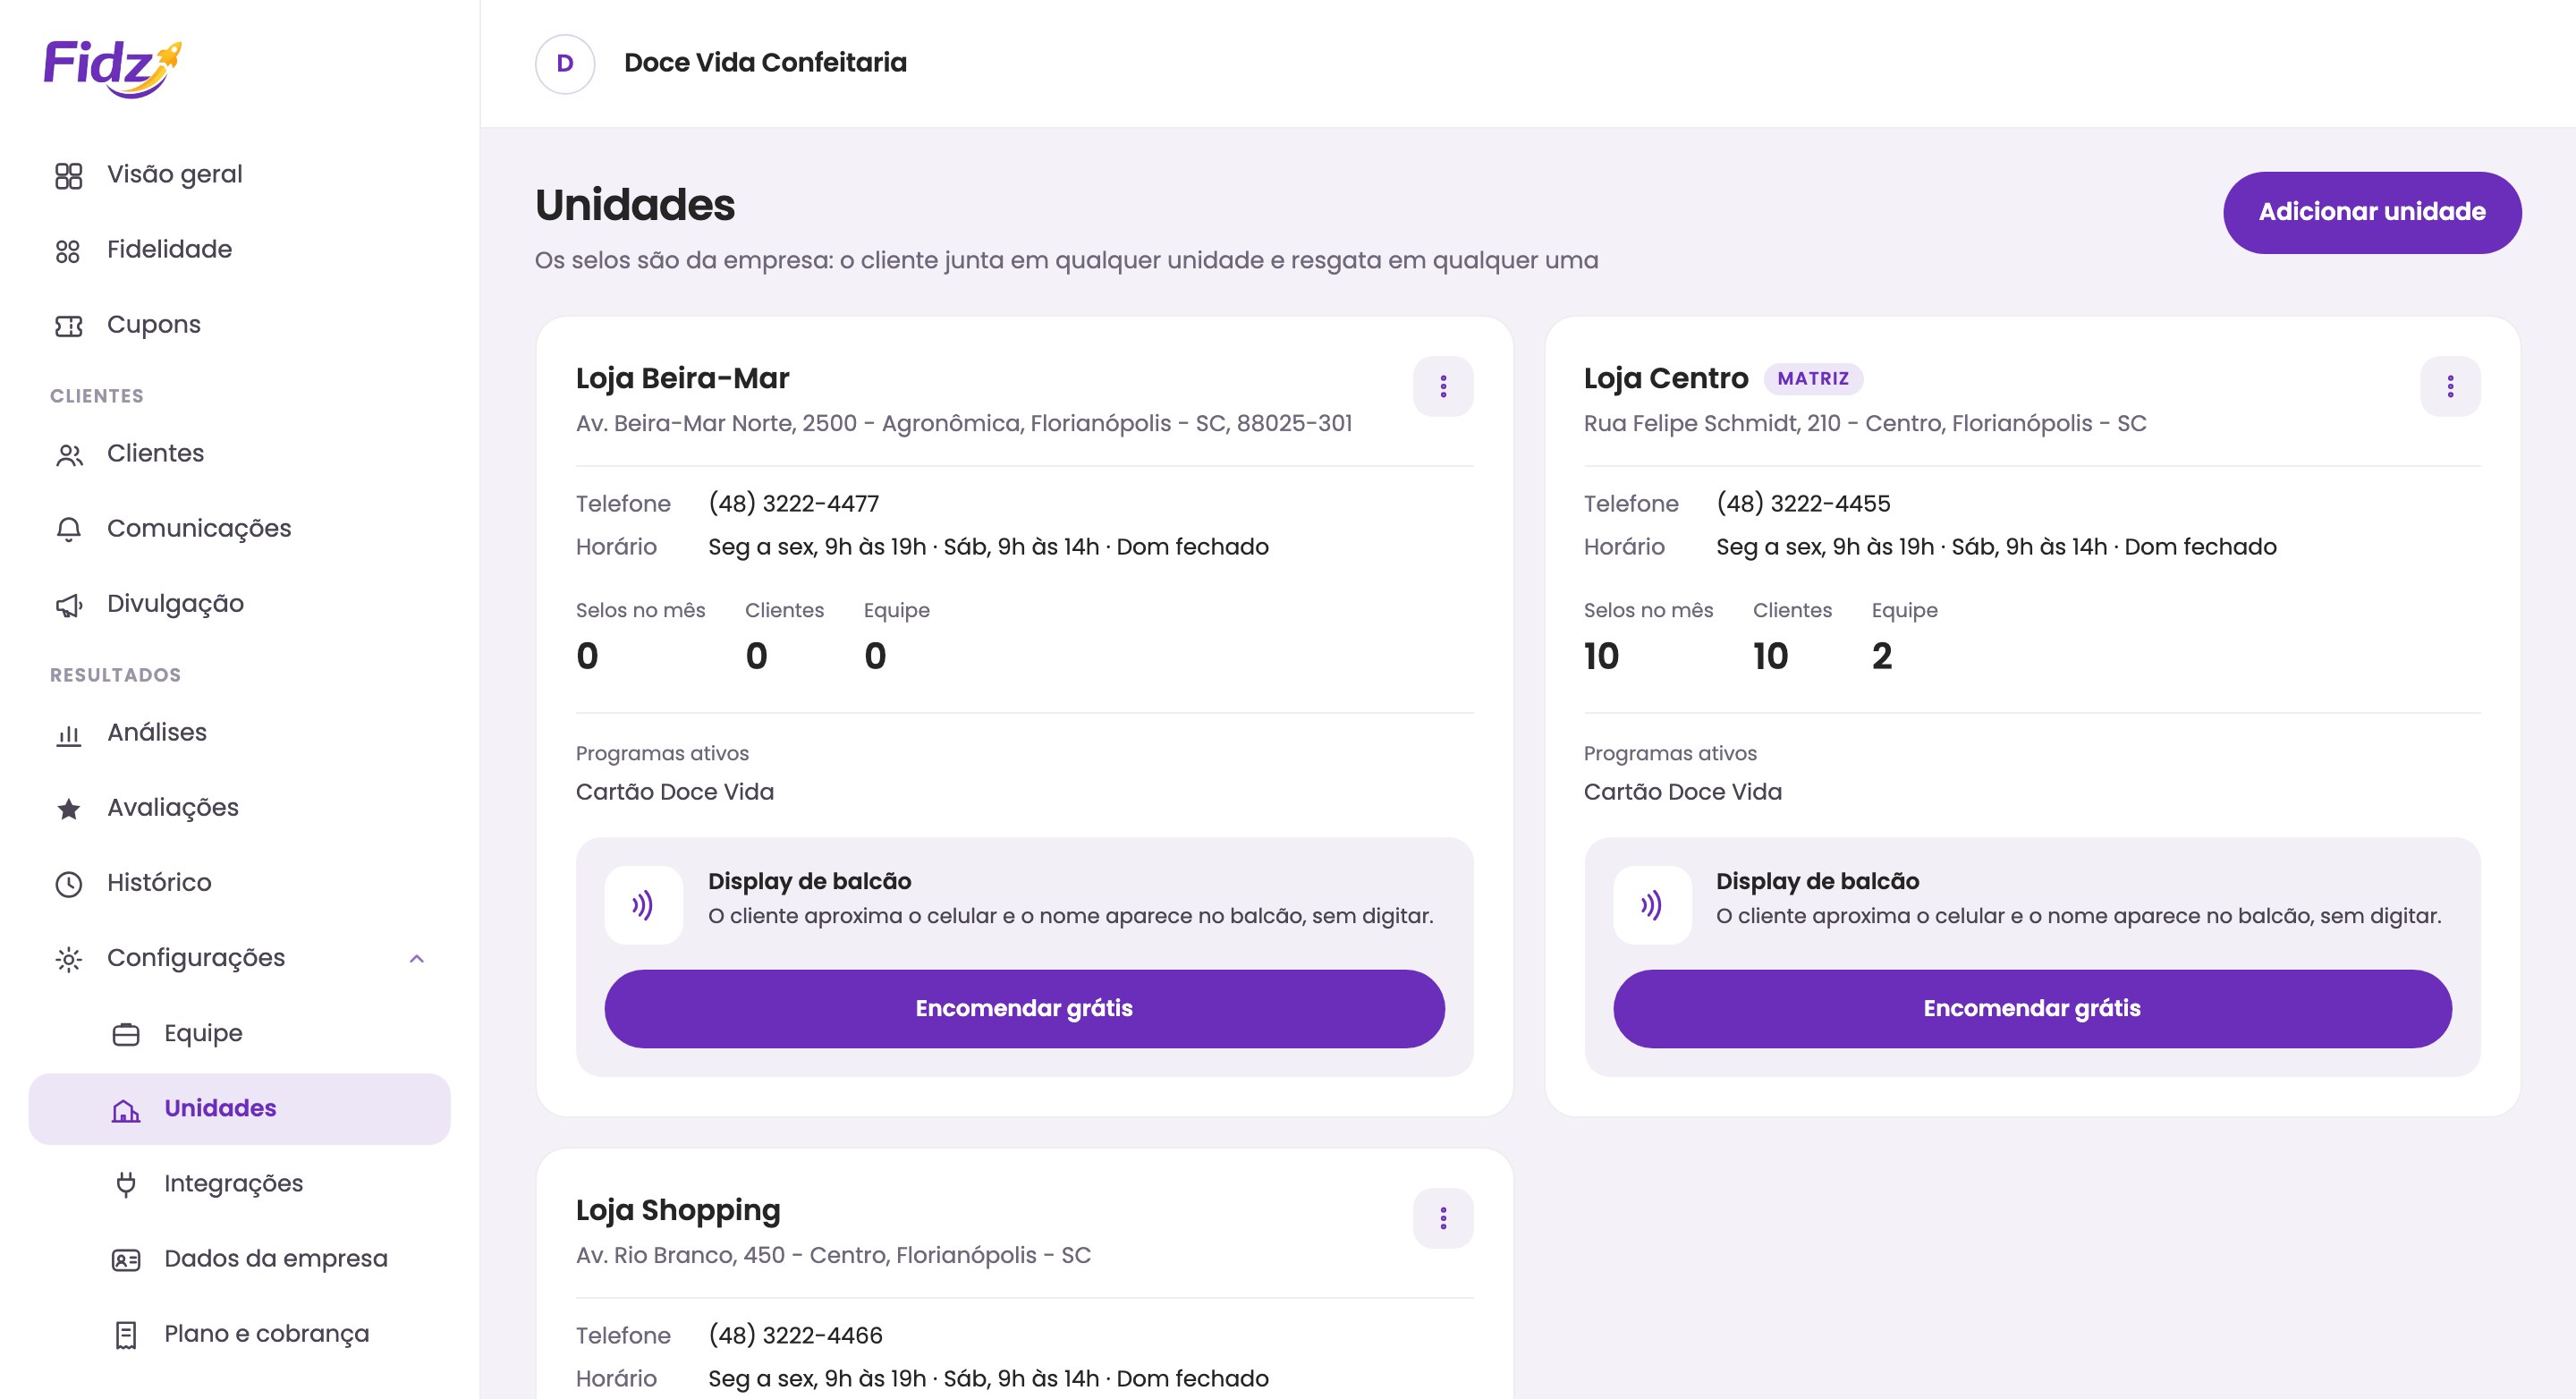 Fidz
Visão geral
Fidelidade
Cupons
CLIENTES
Clientes
Comunicações
Divulgação
RESULTADOS
Análises
Avaliações
Histórico
Configurações
Equipe
Unidades
Integrações
Dados da empresa
Plano e cobrança
D
Doce Vida Confeitaria
Unidades
Os selos são da empresa: o cliente junta em qualquer unidade e resgata em qualquer uma
Adicionar unidade
Loja Beira-Mar
Av. Beira-Mar Norte, 2500 - Agronômica, Florianópolis - SC, 88025-301
Telefone (48) 3222-4477
Horário Seg a sex, 9h às 19h · Sáb, 9h às 14h · Dom fechado
Selos no mês Clientes Equipe
0 0 0
Programas ativos
Cartão Doce Vida
Display de balcão
O cliente aproxima o celular e o nome aparece no balcão, sem digitar.
Encomendar grátis
Loja Centro MATRIZ
Rua Felipe Schmidt, 210 - Centro, Florianópolis - SC
Telefone (48) 3222-4455
Horário Seg a sex, 9h às 19h · Sáb, 9h às 14h · Dom fechado
Selos no mês Clientes Equipe
10 10 2
Programas ativos
Cartão Doce Vida
Display de balcão
O cliente aproxima o celular e o nome aparece no balcão, sem digitar.
Encomendar grátis
Loja Shopping
Av. Rio Branco, 450 - Centro, Florianópolis - SC
Telefone (48) 3222-4466
Horário Seg a sex, 9h às 19h · Sáb, 9h às 14h · Dom fechado